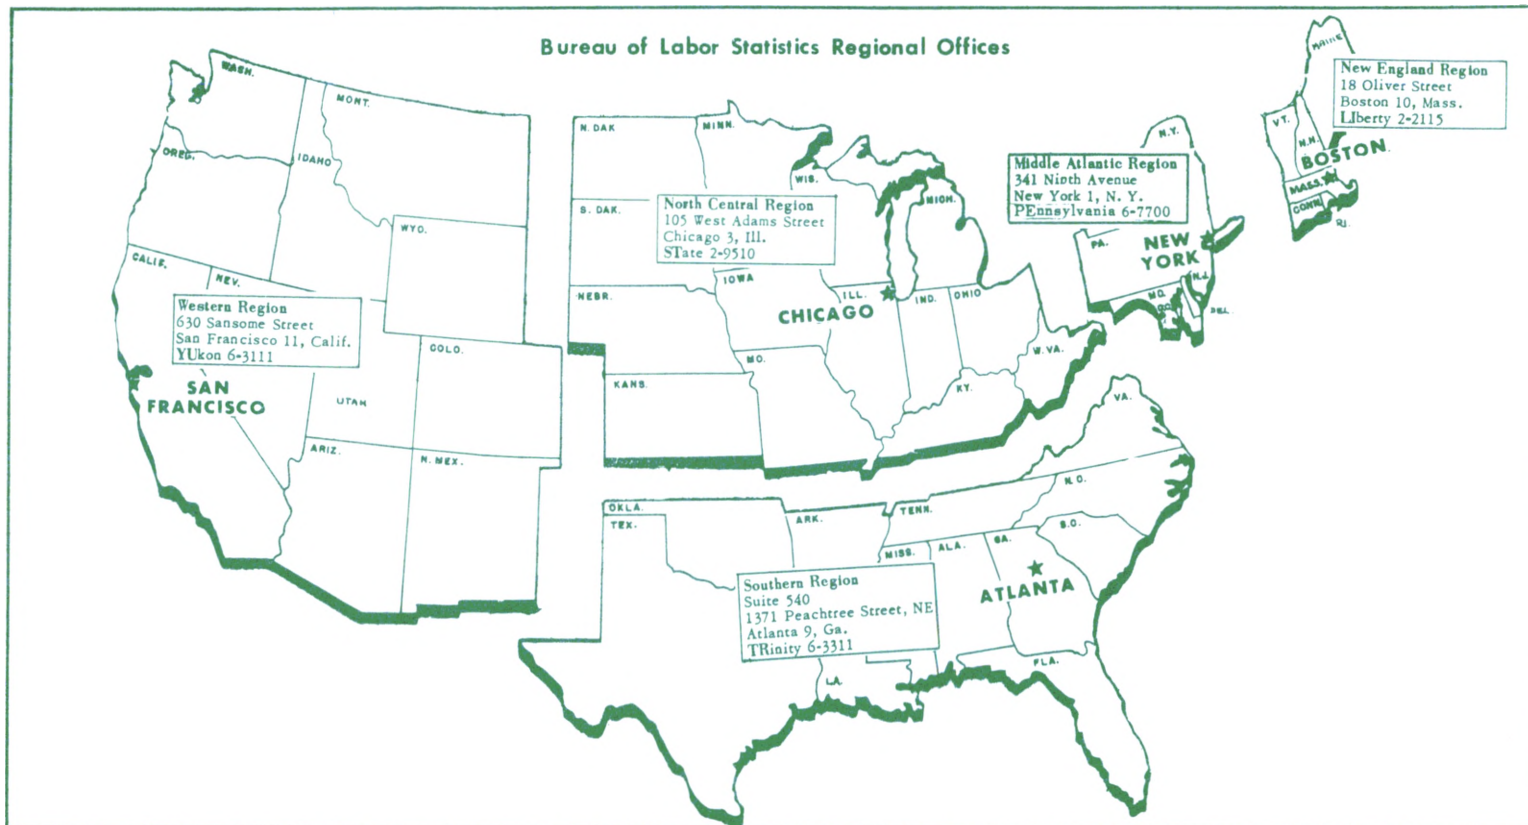 Bureau of Labor Statistics Regional Offices
WASH.
MONT.
OREG.
IDAHO
WYO.
CALIF.
NEV.
Western Region
630 Sansome Street
San Francisco 11, Calif.
YUkon 6-3111
SAN
FRANCISCO
COLO.
UTAH
ARIZ.
N. MEX.
N. DAK
MINN.
WIS.
S. DAK.
MICH.
North Central Region
105 West Adams Street
Chicago 3, Ill.
STate 2-9510
NEBR.
IOWA
ILL.
IND.
OHIO
CHICAGO
MO.
KANS.
W. VA.
KY.
Middle Atlantic Region
341 Ninth Avenue
New York 1, N. Y.
PEnnsylvania 6-7700
N.Y.
PA.
NEW
YORK
N.J.
MD.
D.C.
DEL.
MAINE
New England Region
18 Oliver Street
Boston 10, Mass.
LIberty 2-2115
VT.
N.H.
BOSTON
MASS.
CONN.
R.I.
VA.
OKLA.
TEX.
ARK.
TENN.
N.C.
S.C.
MISS.
ALA.
GA.
ATLANTA
Southern Region
Suite 540
1371 Peachtree Street, NE
Atlanta 9, Ga.
TRinity 6-3311
LA.
FLA.